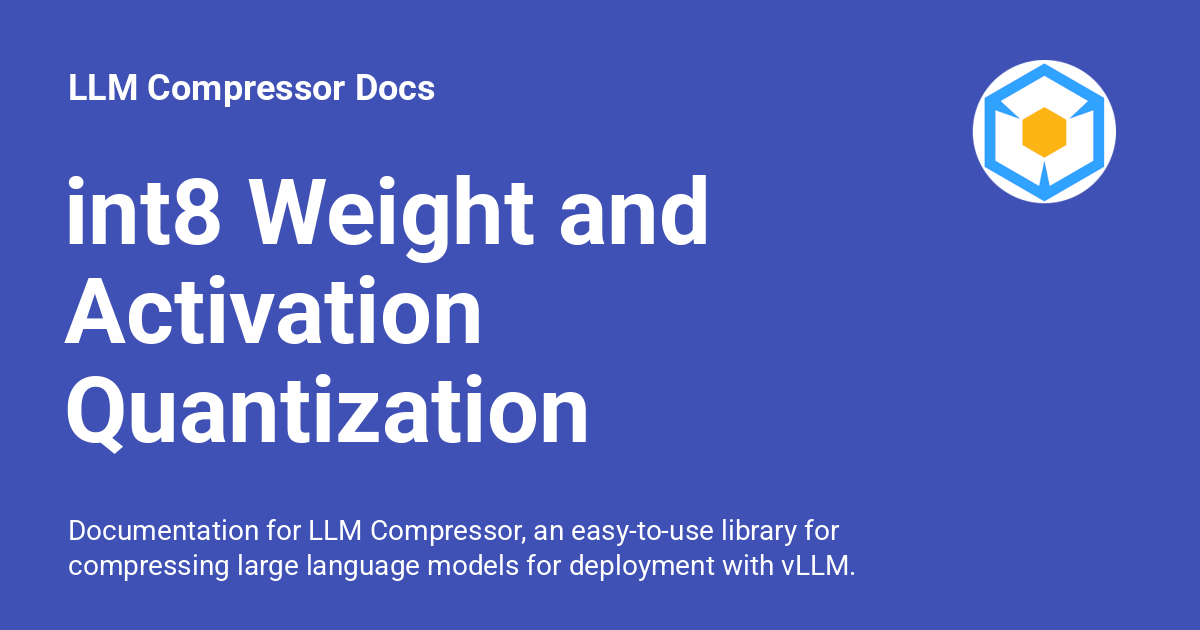 LLM Compressor Docs
int8 Weight and
Activation
Quantization
Documentation for LLM Compressor, an easy-to-use library for
compressing large language models for deployment with vLLM.